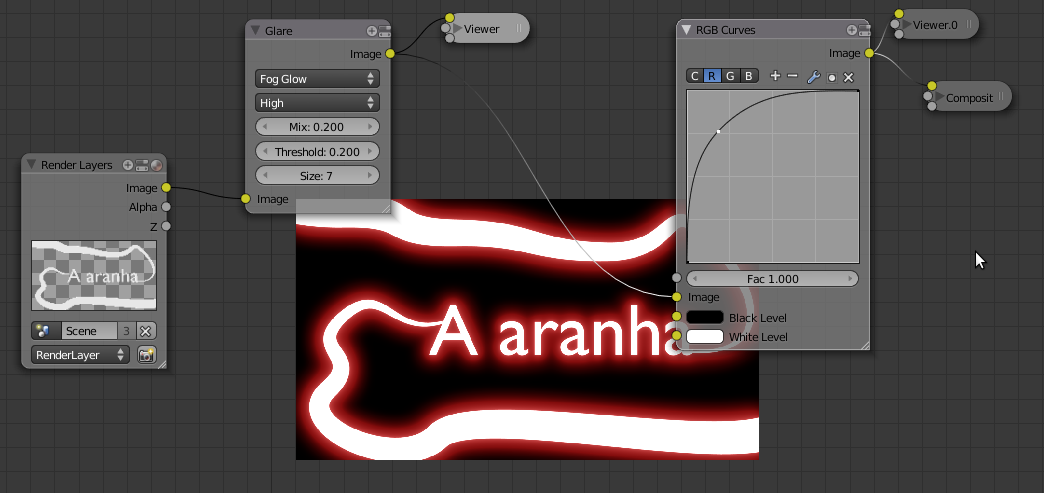 Glare
Image
Fog Glow
High
Mix: 0.200
Threshold: 0.200
Size: 7
Image
Viewer
RGB Curves
Image
C R G B
Fac 1.000
Image
Black Level
White Level
Viewer.0
Composit
Render Layers
Image
Alpha
Z
A aranha
Scene 3
RenderLayer
A aranha